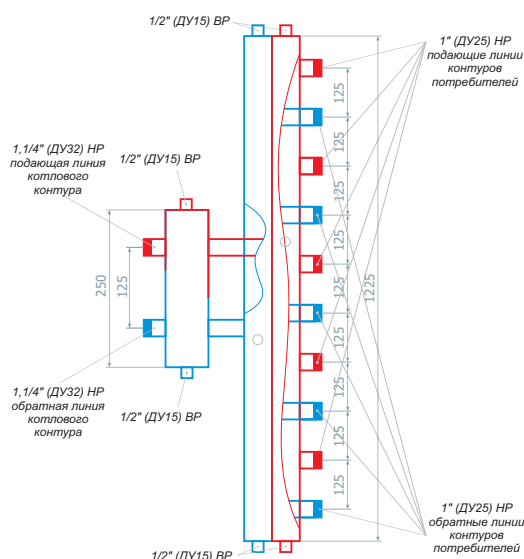 1/2" (ДУ15) ВР
1" (ДУ25) НР
подающие линии
контуров
потребителей
1,1/4" (ДУ32) НР
подающая линия
котлового
контура
1/2" (ДУ15) ВР
125
125
125
125
125
125
125
125
125
1225
250
125
1,1/4" (ДУ32) НР
обратная линия
котлового
контура
1/2" (ДУ15) ВР
1" (ДУ25) НР
обратные линии
контуров
потребителей
1/2" (ДУ15) ВР